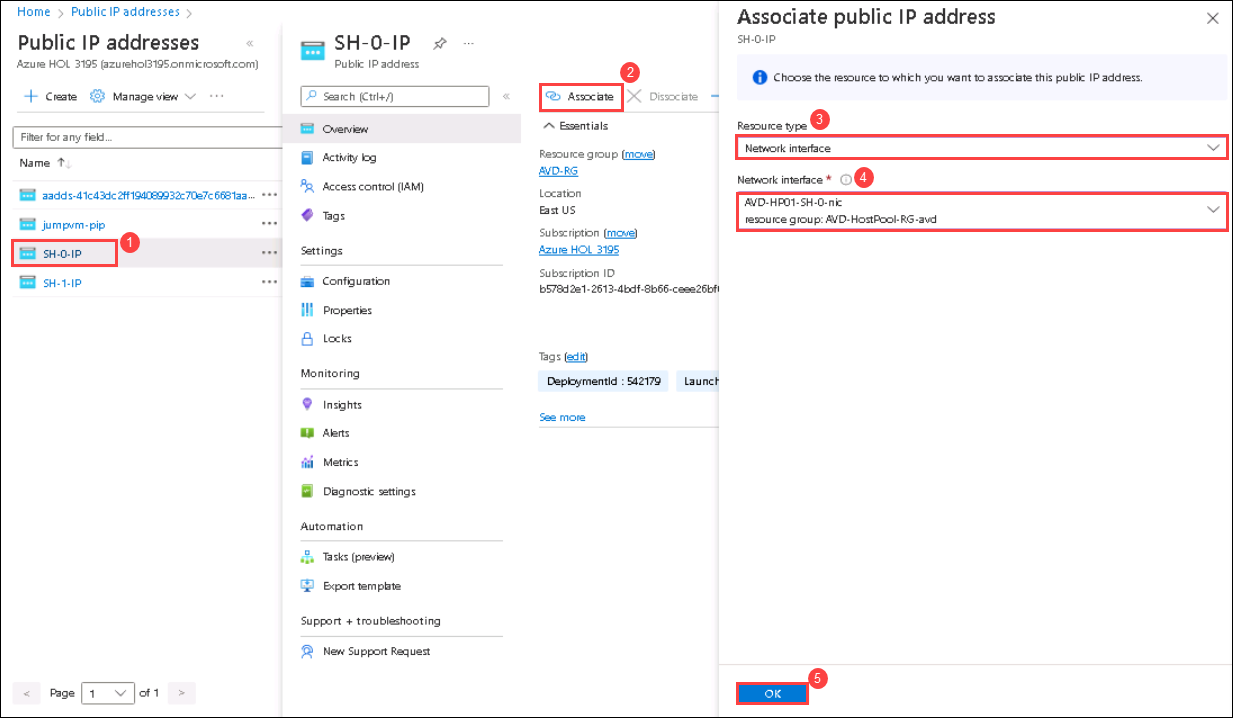 Home > Public IP addresses >
Public IP addresses «
Azure HOL 3195 (azurehol3195.onmicrosoft.com)
+ Create Manage view ...
Filter for any field...
Name ↑↓
aadds-41c43dc2ff194089932c70e7c6681aa... ...
jumpvm-pip ...
SH-0-IP ...
1
SH-1-IP ...
< Page 1 of 1 >
SH-0-IP ...
Public IP address
Search (Ctrl+/) «
Overview
Activity log
Access control (IAM)
Tags
Settings
Configuration
Properties
Locks
Monitoring
Insights
Alerts
Metrics
Diagnostic settings
Automation
Tasks (preview)
Export template
Support + troubleshooting
New Support Request
2
Associate Dissociate
Essentials
Resource group (move)
AVD-RG
Location
East US
Subscription (move)
Azure HOL 3195
Subscription ID
b578d2e1-2613-4bdf-8b66-ceee26bf
Tags (edit)
DeploymentId : 542179 Launch
See more
Associate public IP address
SH-0-IP
Choose the resource to which you want to associate this public IP address.
Resource type 3
Network interface
Network interface * 4
AVD-HP01-SH-0-nic
resource group: AVD-HostPool-RG-avd
5
OK